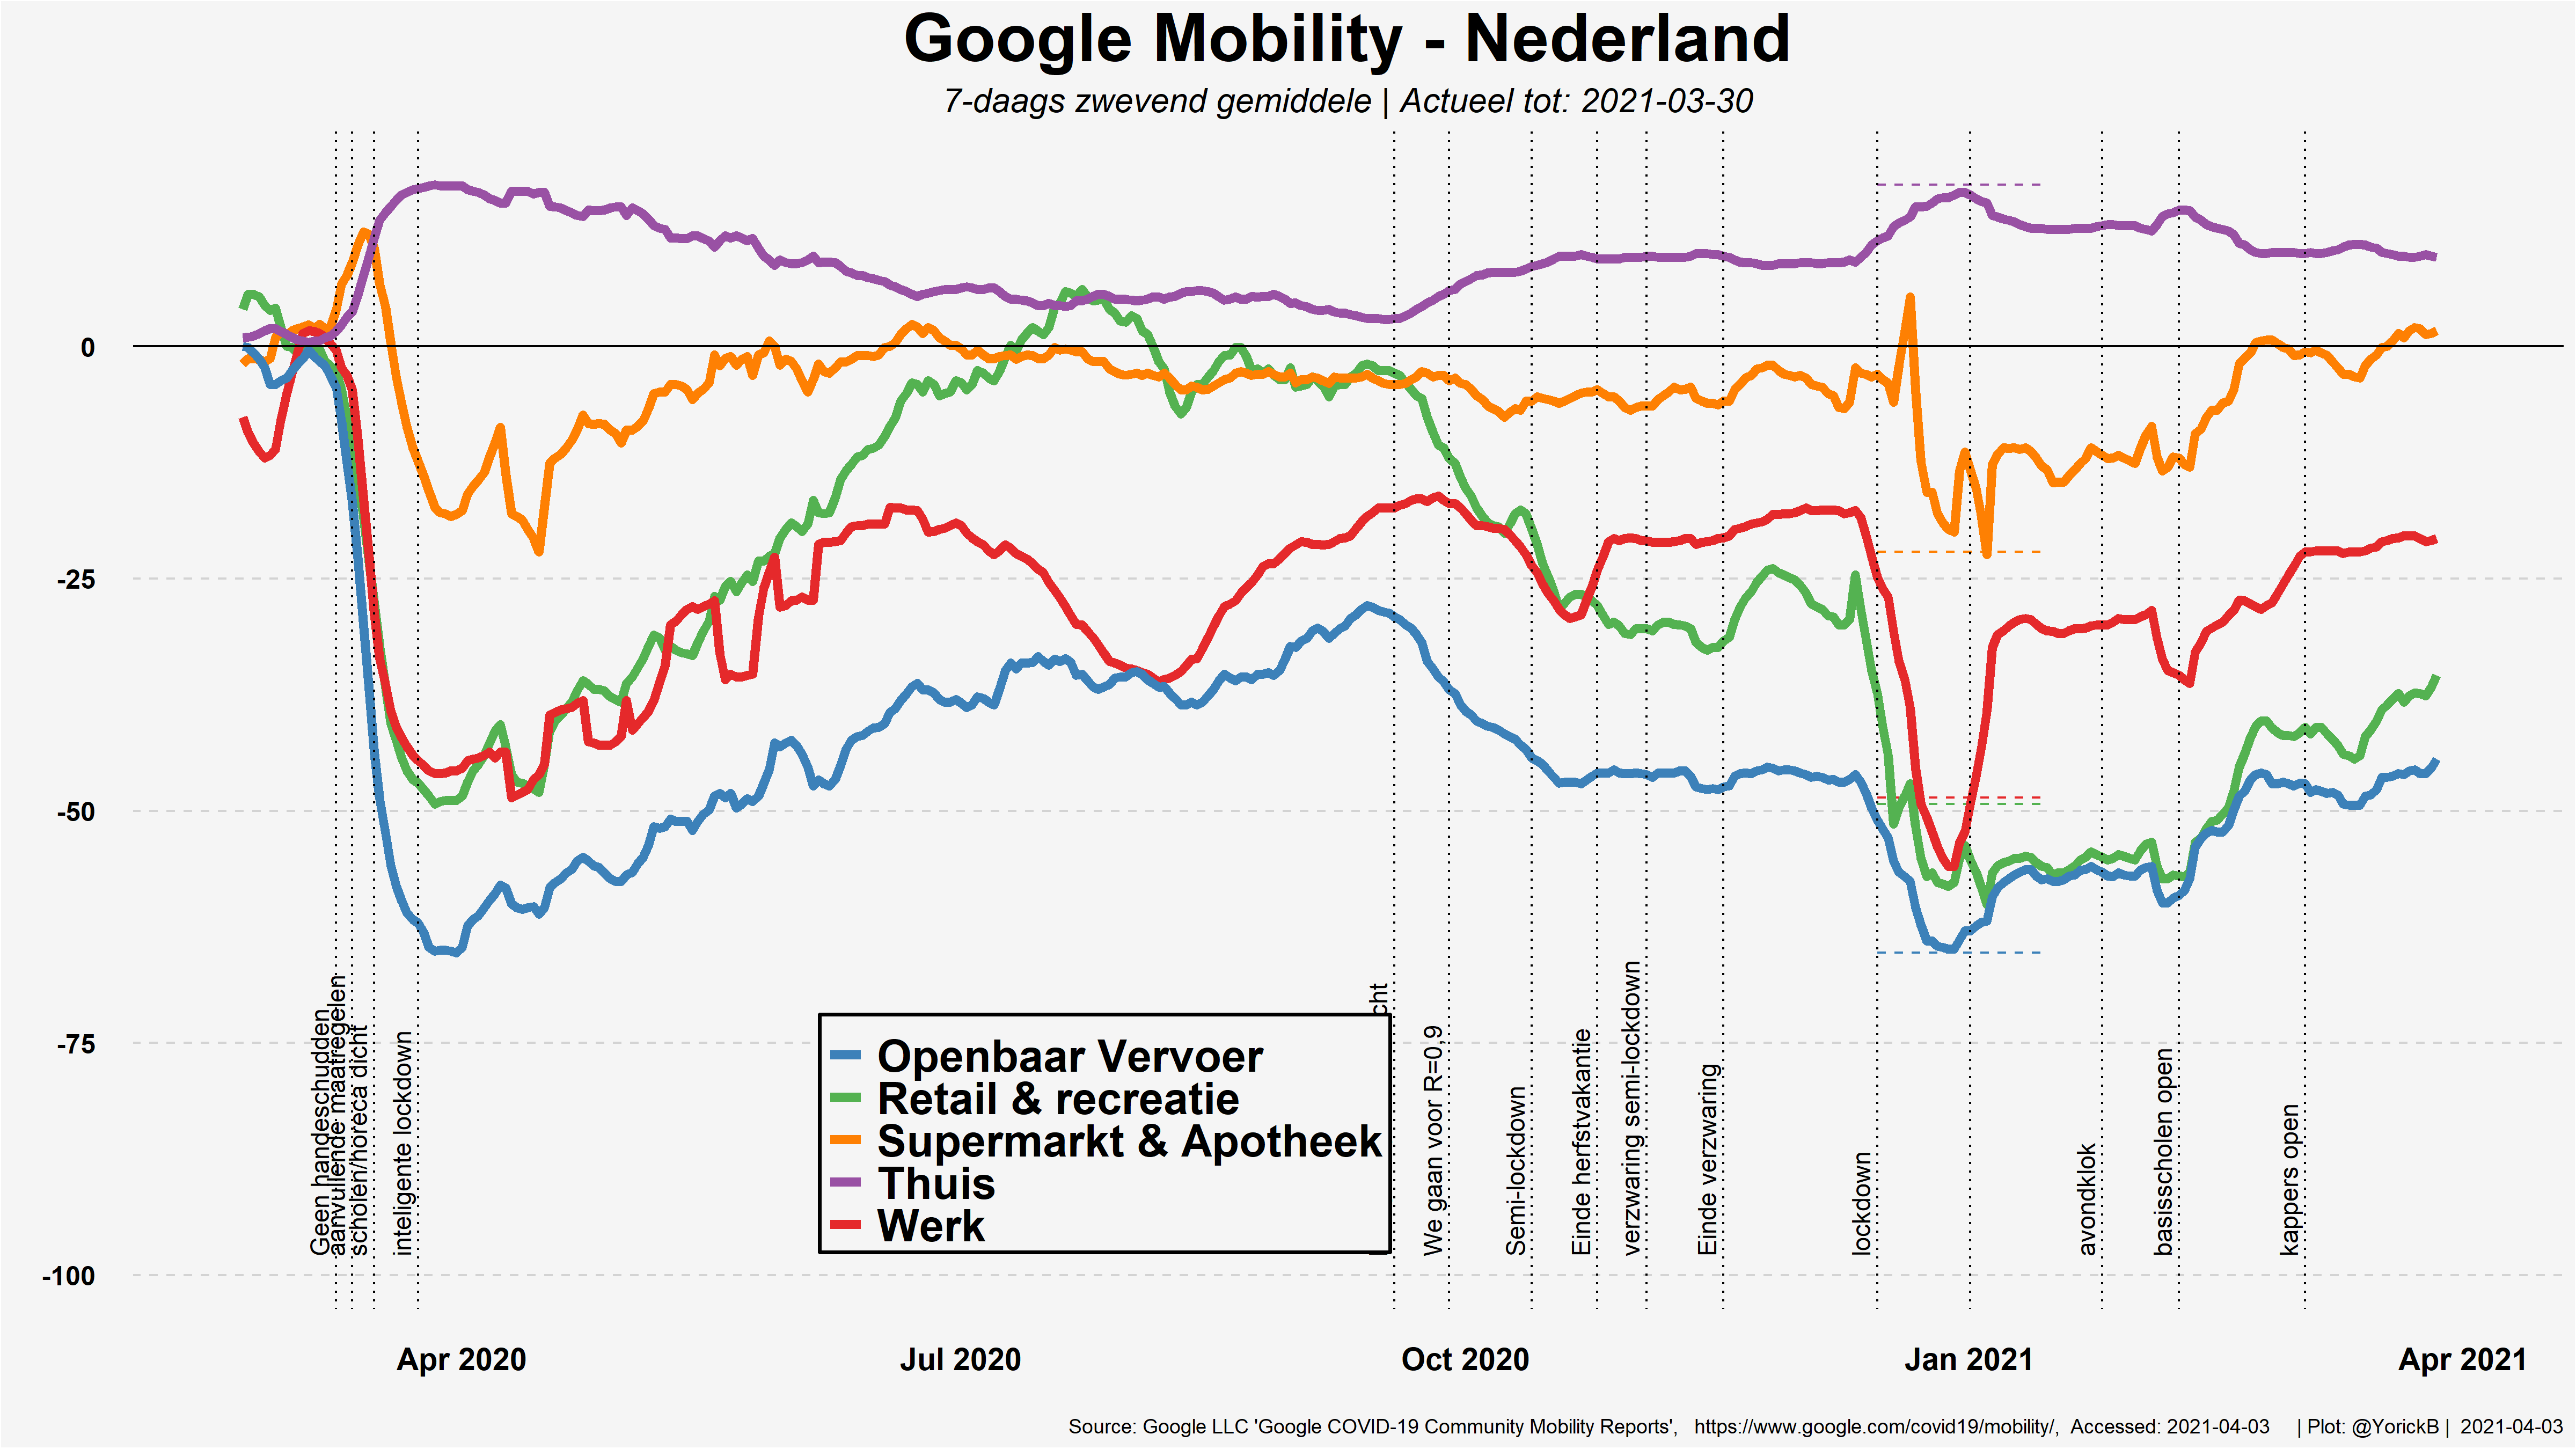 Google Mobility - Nederland
7-daags zwevend gemiddele | Actueel tot: 2021-03-30
0
-25
-50
-75
-100
Geen handeschudden
aanvullende maatregelen
scholen/horeca dicht
inteligente lockdown
cht
We gaan voor R=0,9
Semi-lockdown
Einde herfstvakantie
verzwaring semi-lockdown
Einde verzwaring
lockdown
avondklok
basisscholen open
kappers open
Openbaar Vervoer
Retail & recreatie
Supermarkt & Apotheek
Thuis
Werk
Apr 2020
Jul 2020
Oct 2020
Jan 2021
Apr 2021
Source: Google LLC 'Google COVID-19 Community Mobility Reports', https://www.google.com/covid19/mobility/, Accessed: 2021-04-03 | Plot: @YorickB | 2021-04-03